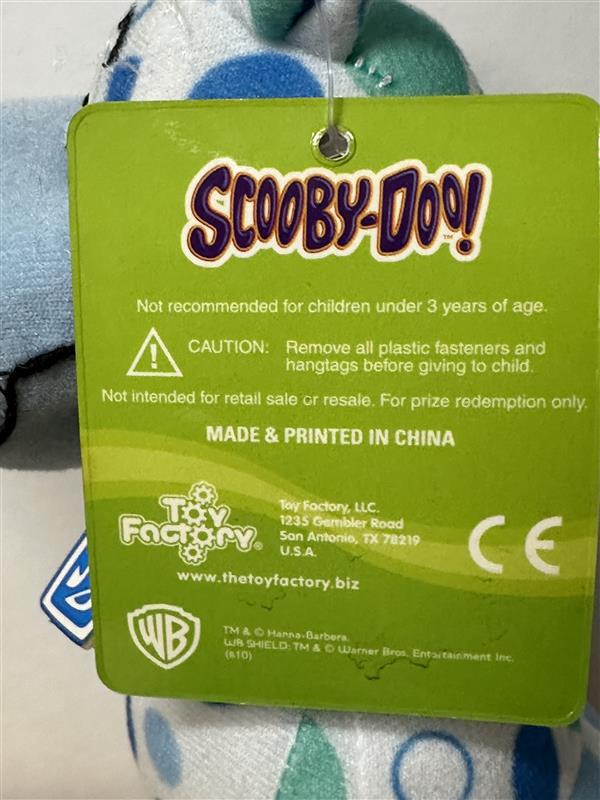 SCOOBY-DOO!
TM
Not recommended for children under 3 years of age.
CAUTION: Remove all plastic fasteners and
hangtags before giving to child.
Not intended for retail sale or resale. For prize redemption only.
MADE & PRINTED IN CHINA
TOY
FACTORY®
Toy Factory, LLC.
1235 Gembler Road
San Antonio, TX 78219
U.S.A.
CE
www.thetoyfactory.biz
WB
TM & © Hanna-Barbera.
WB SHIELD: TM & © Warner Bros. Entertainment Inc.
(s10)